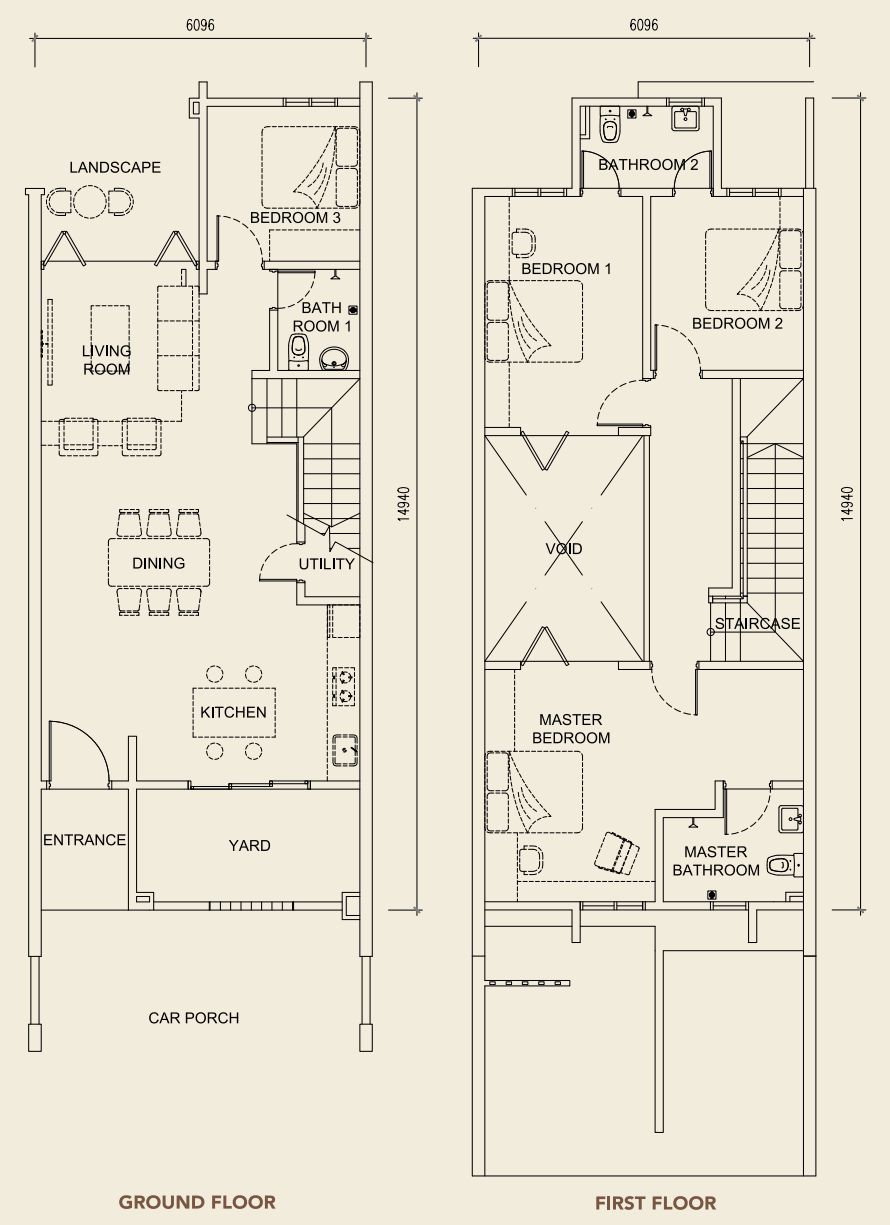 6096
LANDSCAPE
BEDROOM 3
BATH
ROOM 1
LIVING
ROOM
14940
DINING
UTILITY
KITCHEN
ENTRANCE
YARD
CAR PORCH
GROUND FLOOR
6096
BATHROOM 2
BEDROOM 1
BEDROOM 2
14940
VOID
STAIRCASE
MASTER
BEDROOM
MASTER
BATHROOM
FIRST FLOOR